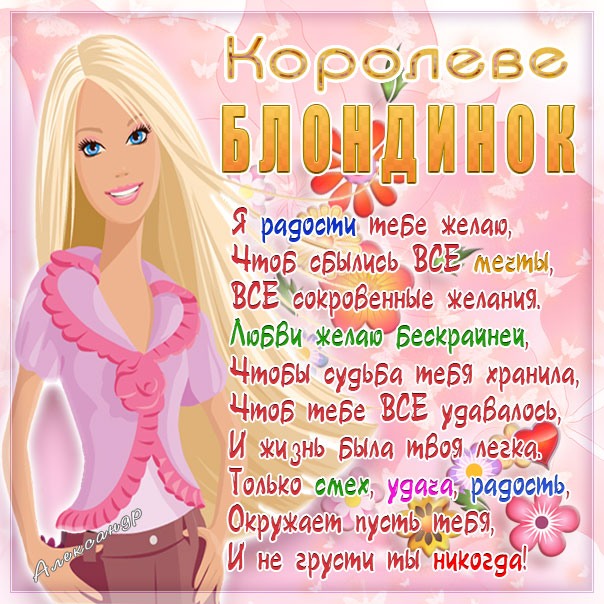 Королеве
БЛОНДИНОК
Я радости тебе желаю,
Чтоб сбылись ВСЕ мечты,
ВСЕ сокровенные желания.
Любви желаю бескрайней,
Чтобы судьба тебя хранила,
Чтоб тебе ВСЕ удавалось,
И жизнь была твоя легка.
Только смех, удача, радость,
Окружает пусть тебя,
И не грусти ты никогда!
Александр